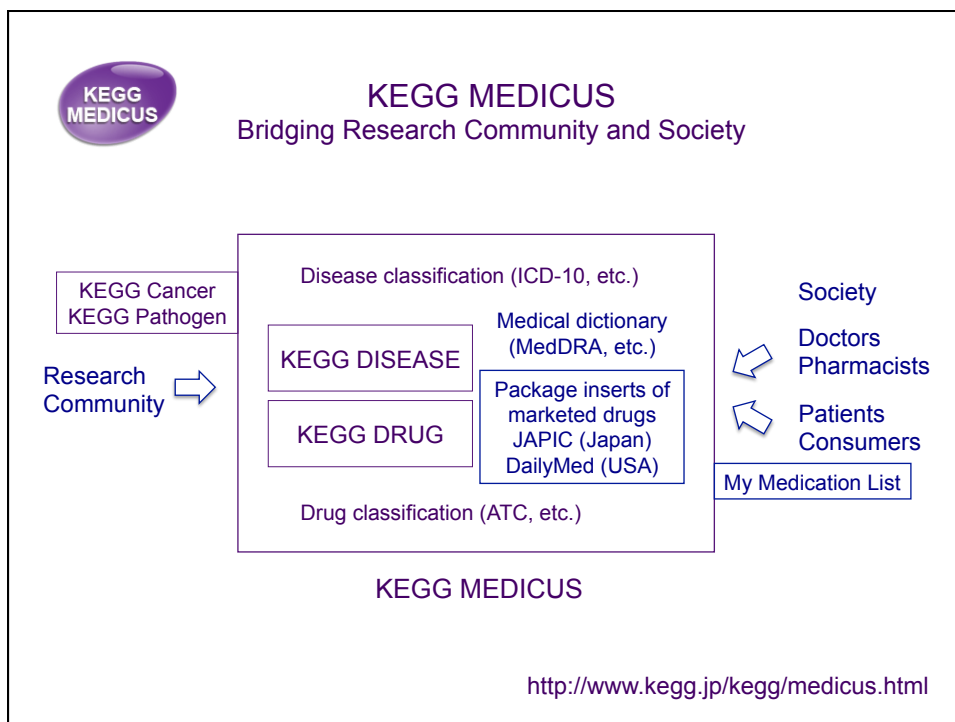 KEGG
MEDICUS
KEGG MEDICUS
Bridging Research Community and Society
KEGG Cancer
KEGG Pathogen
Research
Community
Disease classification (ICD-10, etc.)
Medical dictionary
(MedDRA, etc.)
KEGG DISEASE
KEGG DRUG
Package inserts of
marketed drugs
JAPIC (Japan)
DailyMed (USA)
Drug classification (ATC, etc.)
Society
Doctors
Pharmacists
Patients
Consumers
My Medication List
KEGG MEDICUS
http://www.kegg.jp/kegg/medicus.html